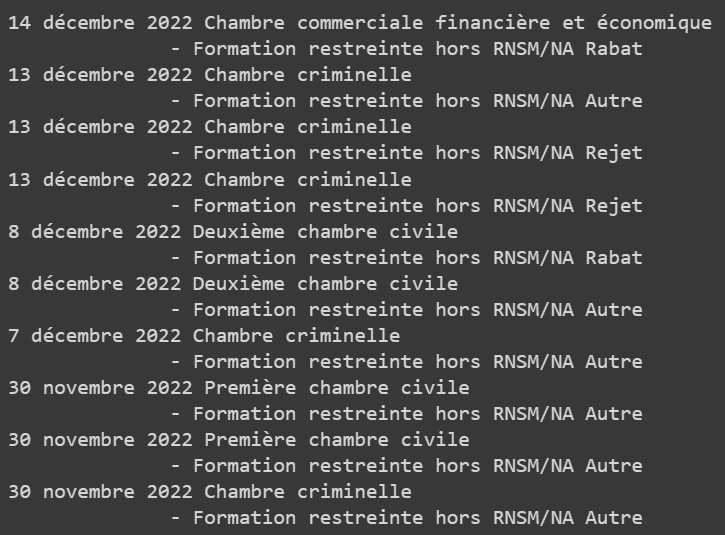 14 décembre 2022 Chambre commerciale financière et économique
- Formation restreinte hors RNSM/NA Rabat
13 décembre 2022 Chambre criminelle
- Formation restreinte hors RNSM/NA Autre
13 décembre 2022 Chambre criminelle
- Formation restreinte hors RNSM/NA Rejet
13 décembre 2022 Chambre criminelle
- Formation restreinte hors RNSM/NA Rejet
8 décembre 2022 Deuxième chambre civile
- Formation restreinte hors RNSM/NA Rabat
8 décembre 2022 Deuxième chambre civile
- Formation restreinte hors RNSM/NA Autre
7 décembre 2022 Chambre criminelle
- Formation restreinte hors RNSM/NA Autre
30 novembre 2022 Première chambre civile
- Formation restreinte hors RNSM/NA Autre
30 novembre 2022 Première chambre civile
- Formation restreinte hors RNSM/NA Autre
30 novembre 2022 Chambre criminelle
- Formation restreinte hors RNSM/NA Autre